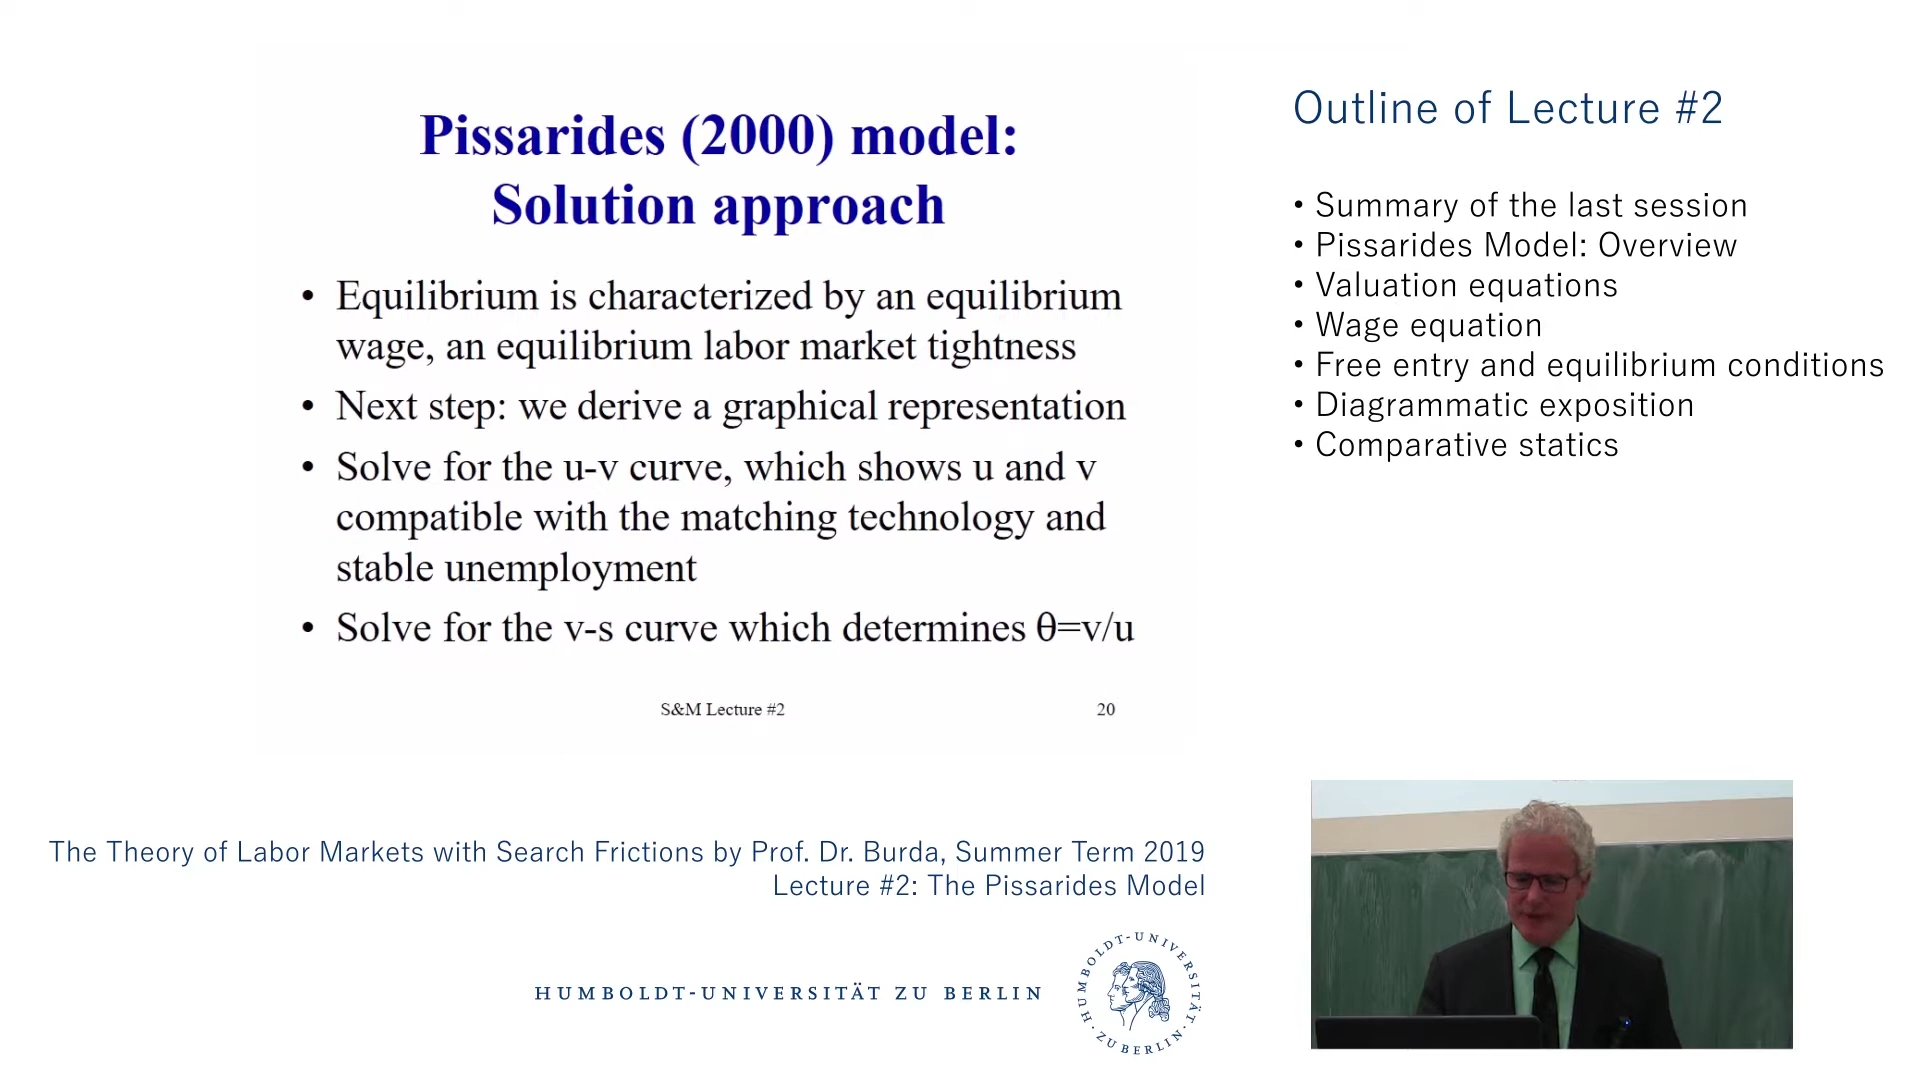 Pissarides (2000) model:
Solution approach
• Equilibrium is characterized by an equilibrium
wage, an equilibrium labor market tightness
• Next step: we derive a graphical representation
• Solve for the u-v curve, which shows u and v
compatible with the matching technology and
stable unemployment
• Solve for the v-s curve which determines θ=v/u
S&M Lecture #2
20
Outline of Lecture #2
• Summary of the last session
• Pissarides Model: Overview
• Valuation equations
• Wage equation
• Free entry and equilibrium conditions
• Diagrammatic exposition
• Comparative statics
The Theory of Labor Markets with Search Frictions by Prof. Dr. Burda, Summer Term 2019
Lecture #2: The Pissarides Model
HUMBOLDT-UNIVERSITÄT ZU BERLIN
HUMBOLDT-UNIVERSITÄT · ZU BERLIN ·